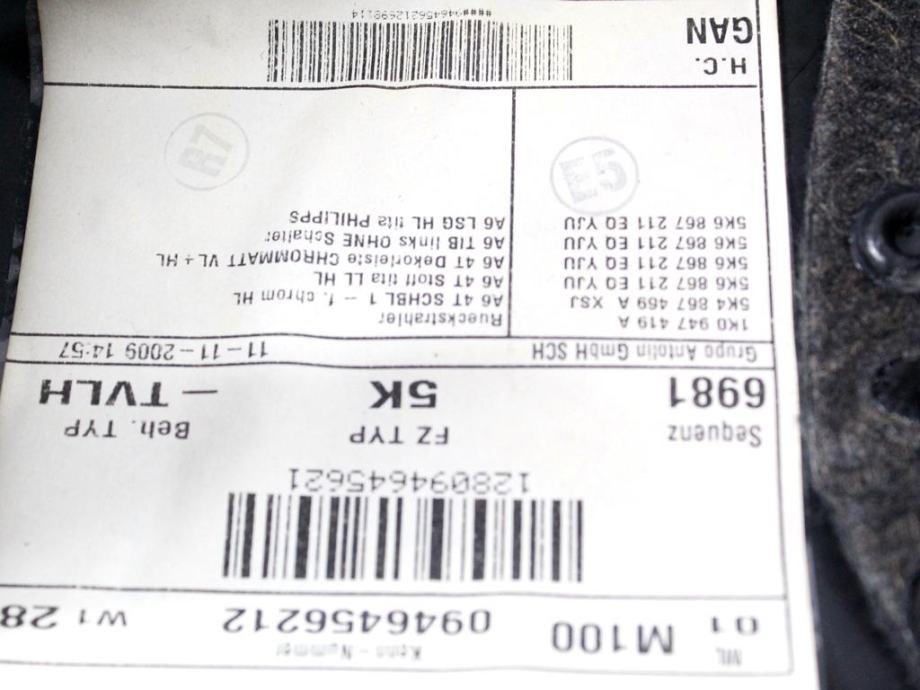 ML Kenn - Nummer
01 M100 0946456212 W1 28
128094645621
Sequenz FZ TYP Beh. TYP
6981 5K - TVLH
Grupo Antolin GmbH SCH 11-11-2009 14:57
1K0 947 419 A Rueckstrahler
5K4 867 469 A XSJ A6 4T SCHBL 1 - f. chrom HL
5K6 867 211 EQ YJU A6 4T Stoff tita LL HL
5K6 867 211 EQ YJU A6 4T Dekorleiste CHROMMATT VL+HL
5K6 867 211 EQ YJU A6 TIB links OHNE Schalter
5K6 867 211 EQ YJU A6 LSG HL tita PHILIPPS
E5 R7
H.C.
GAN